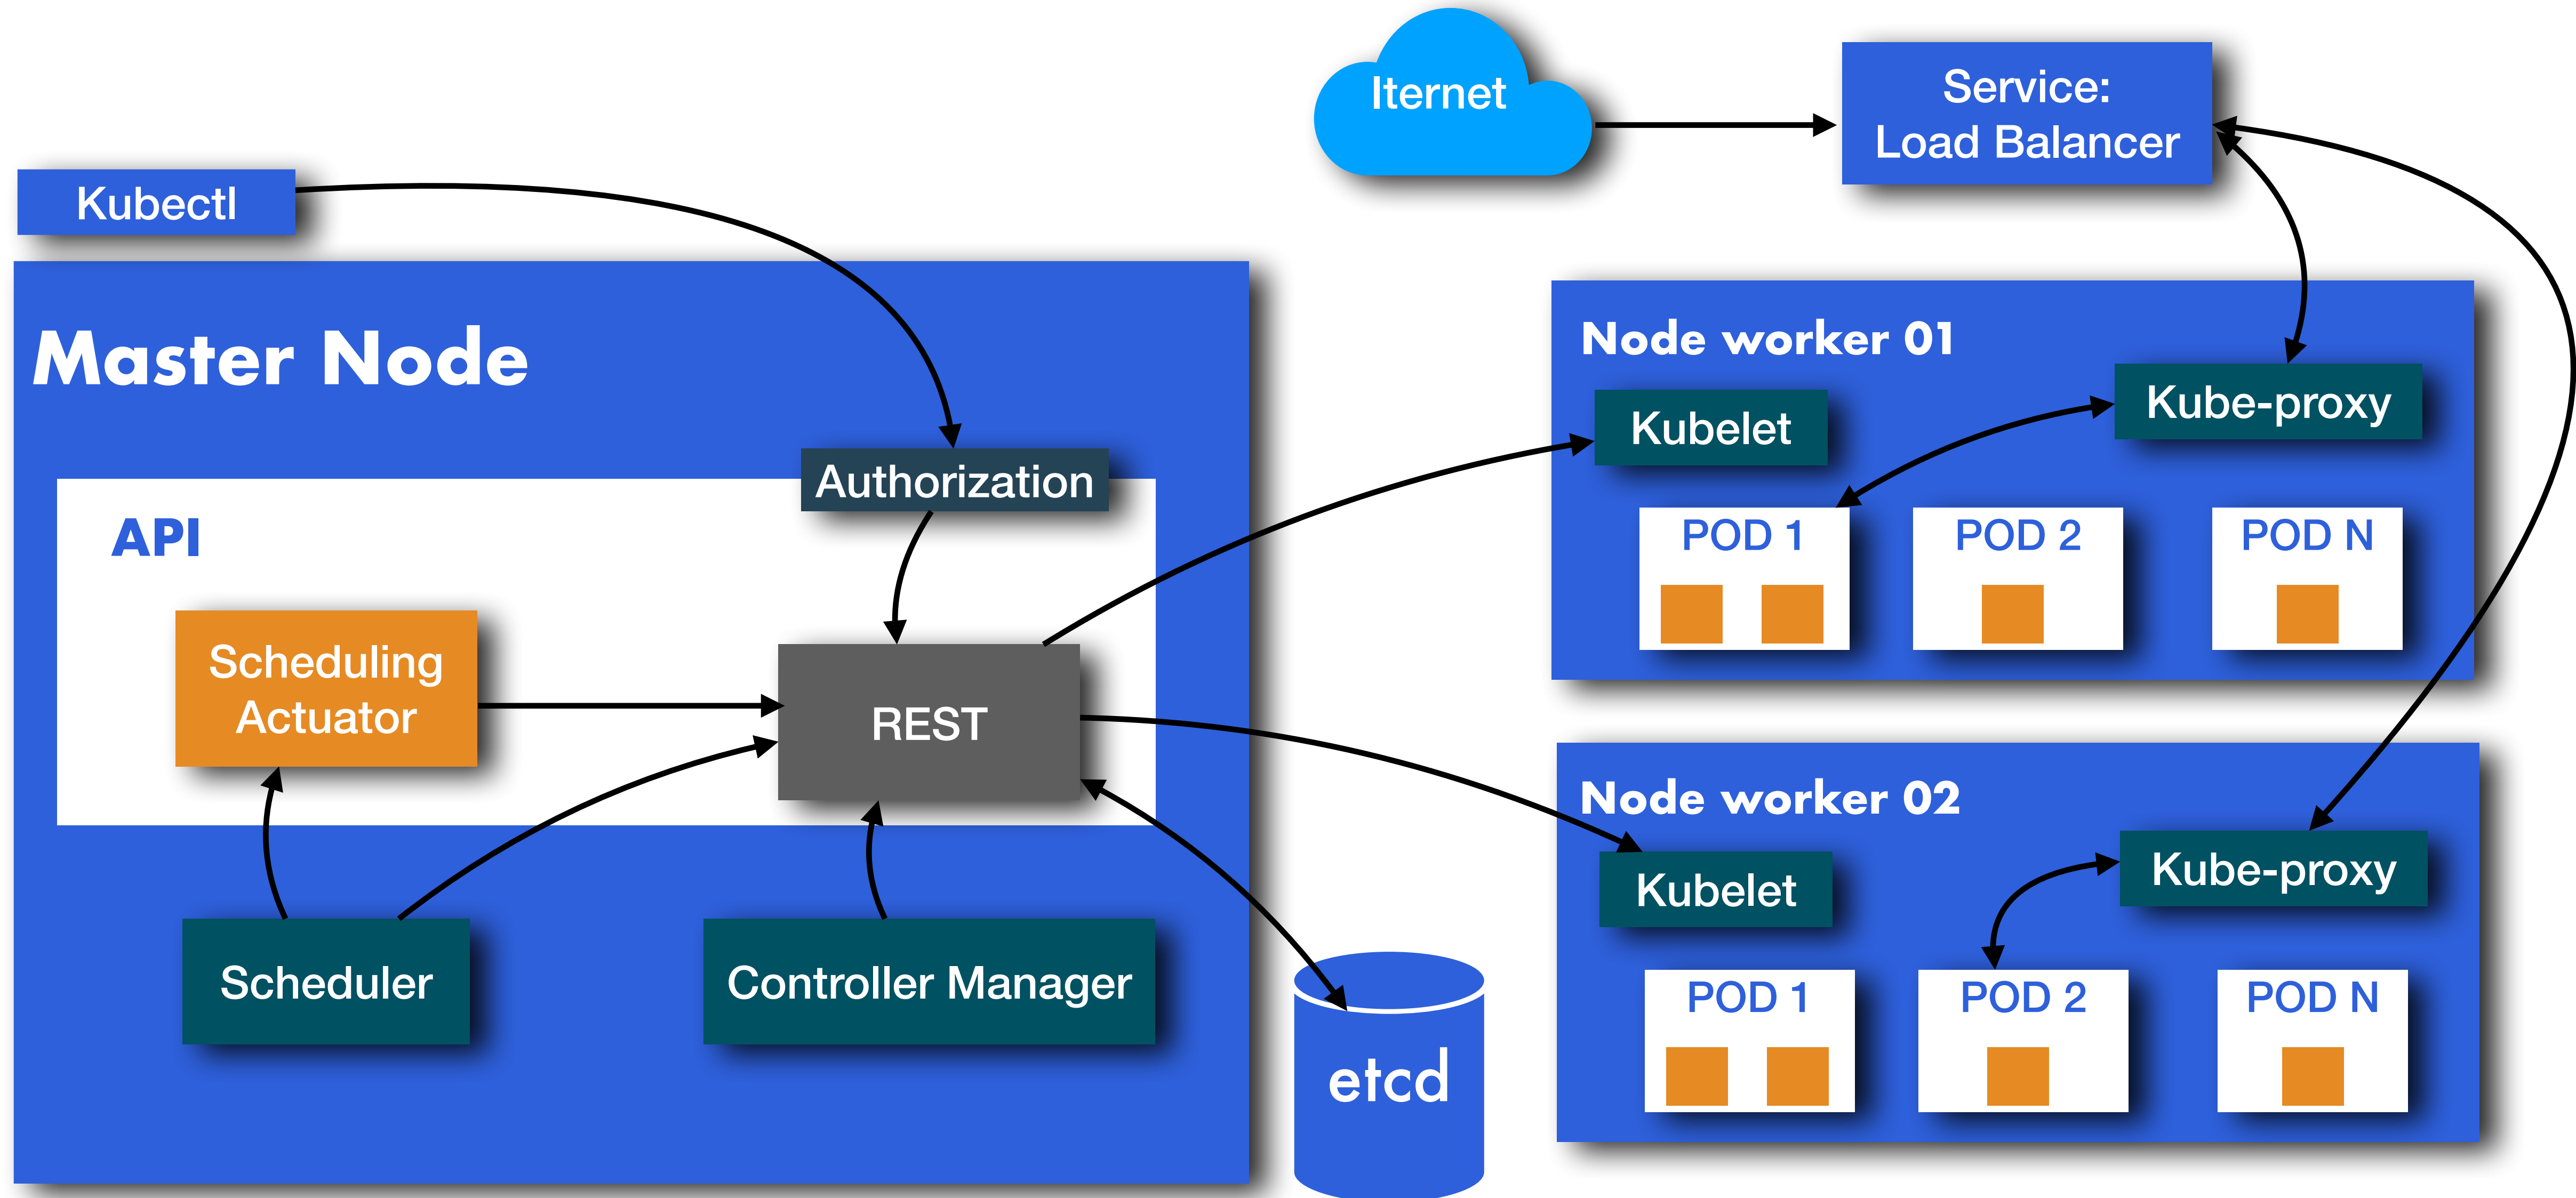 Iternet
Service:
Load Balancer
Kubectl
Master Node
Authorization
API
Scheduling
Actuator
REST
Scheduler
Controller Manager
etcd
Node worker 01
Kubelet
Kube-proxy
POD 1
POD 2
POD N
Node worker 02
Kubelet
Kube-proxy
POD 1
POD 2
POD N